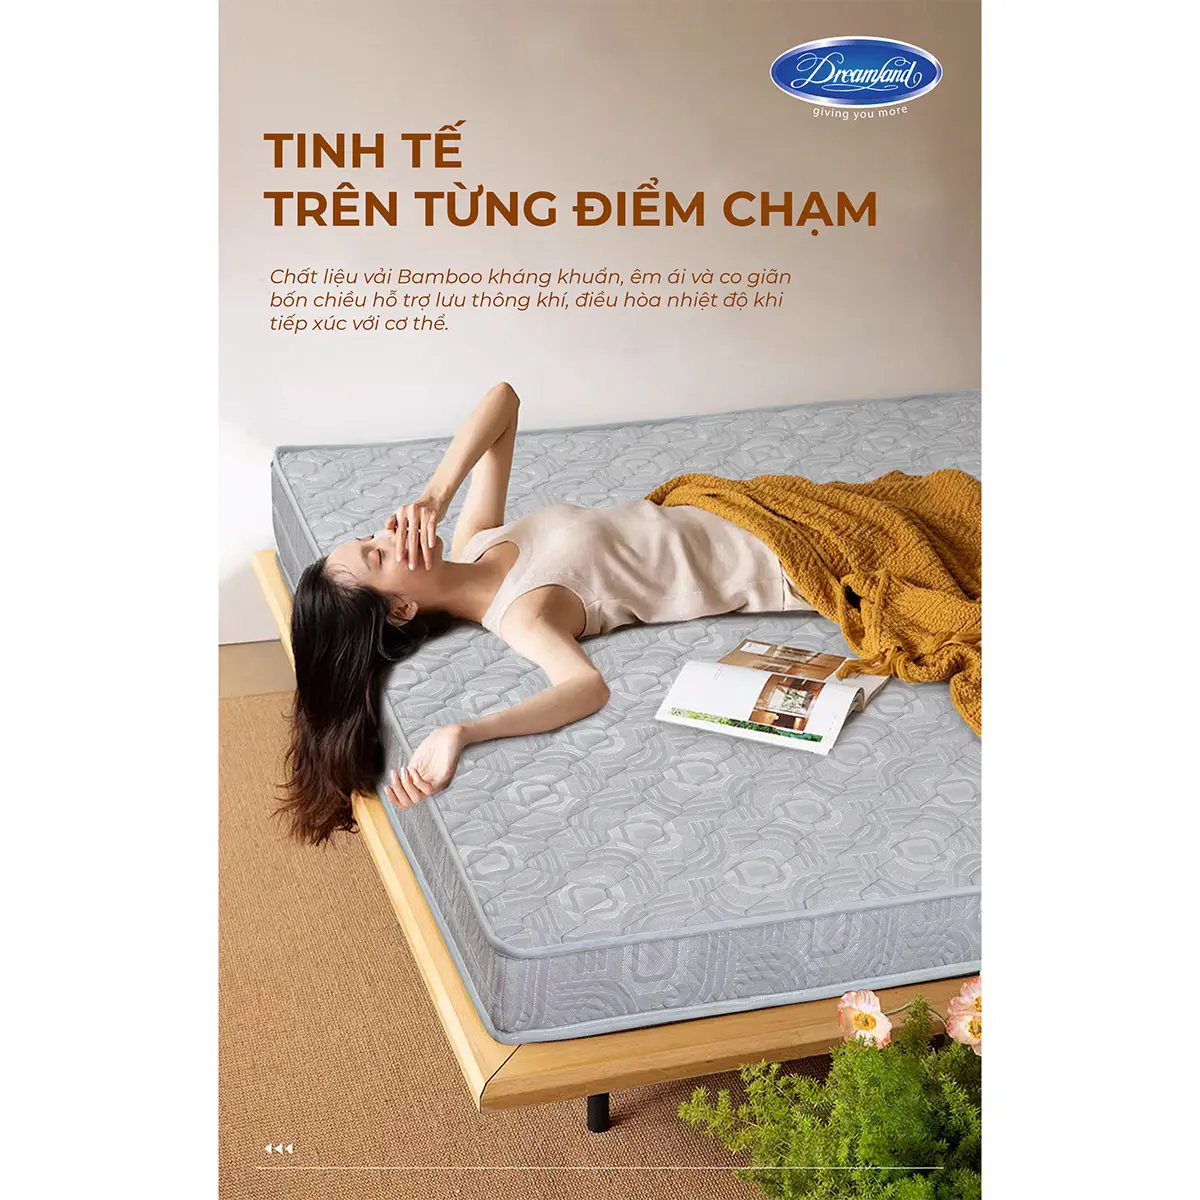 Dreamland
giving you more
TINH TẾ
TRÊN TỪNG ĐIỂM CHẠM
Chất liệu vải Bamboo kháng khuẩn, êm ái và co giãn
bốn chiều hỗ trợ lưu thông khí, điều hòa nhiệt độ khi
tiếp xúc với cơ thể.